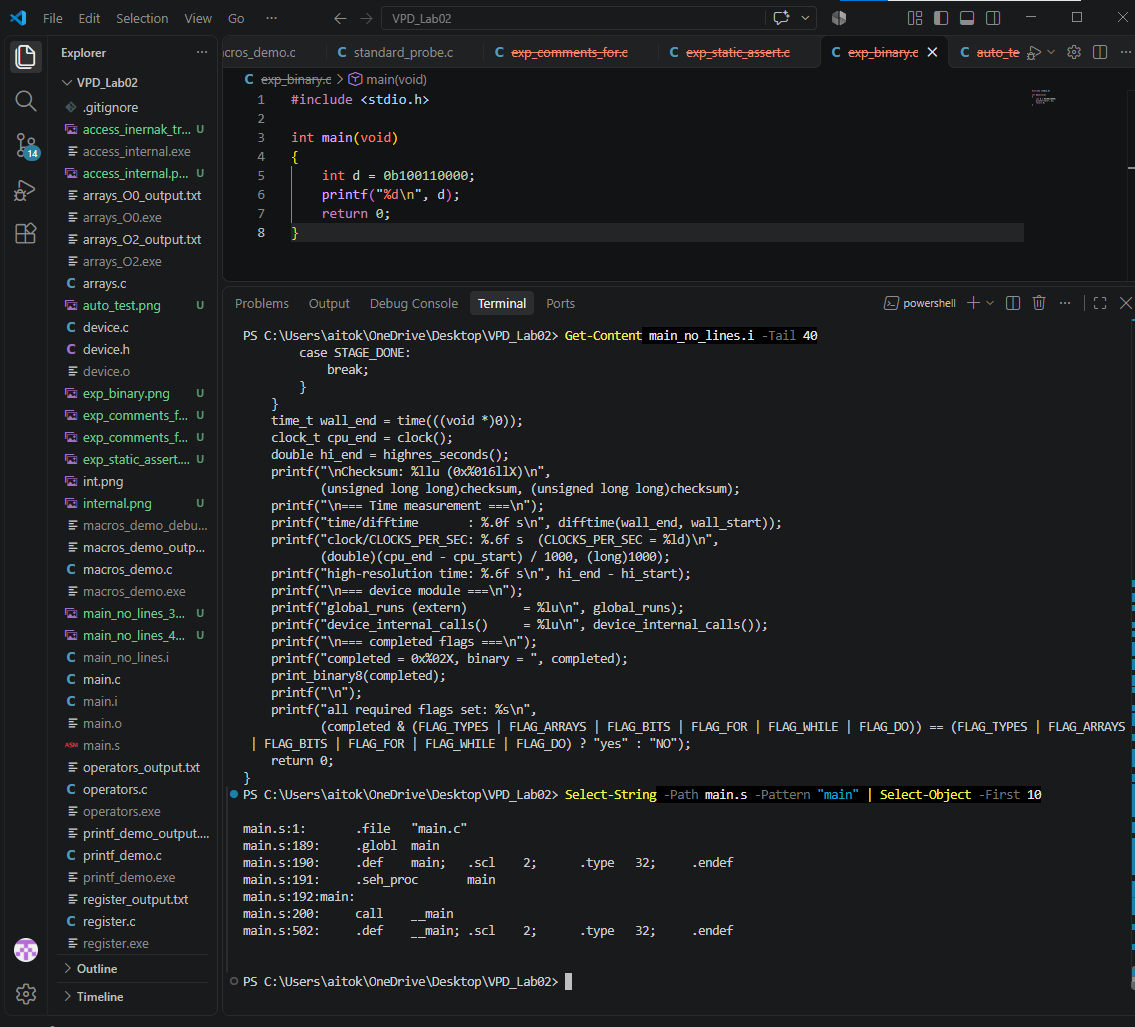 File Edit Selection View Go ··· VPD_Lab02
Explorer ···
VPD_Lab02
.gitignore
access_inernak_tr... U
access_internal.exe
access_internal.p... U
arrays_O0_output.txt
arrays_O0.exe
arrays_O2_output.txt
arrays_O2.exe
arrays.c
auto_test.png U
device.c
device.h
device.o
exp_binary.png U
exp_comments_f... U
exp_comments_f... U
exp_static_assert.... U
int.png
internal.png U
macros_demo_debu...
macros_demo_outp...
macros_demo.c
macros_demo.exe
main_no_lines_3... U
main_no_lines_4... U
main_no_lines.i
main.c
main.i
main.o
main.s
operators_output.txt
operators.c
operators.exe
printf_demo_output....
printf_demo.c
printf_demo.exe
register_output.txt
register.c
register.exe
Outline
Timeline
14
ASM
acros_demo.c C standard_probe.c C exp_comments_for.c C exp_static_assert.c C exp_binary.c C auto_te
C exp_binary.c > main(void)
1 #include <stdio.h>
2
3 int main(void)
4 {
5 int d = 0b100110000;
6 printf("%d\n", d);
7 return 0;
8 }
Problems Output Debug Console Terminal Ports powershell
PS C:\Users\aitok\OneDrive\Desktop\VPD_Lab02> Get-Content main_no_lines.i -Tail 40
case STAGE_DONE:
break;
}
}
time_t wall_end = time(((void *)0));
clock_t cpu_end = clock();
double hi_end = highres_seconds();
printf("\nChecksum: %llu (0x%016llX)\n",
(unsigned long long)checksum, (unsigned long long)checksum);
printf("\n=== Time measurement ===\n");
printf("time/difftime : %.0f s\n", difftime(wall_end, wall_start));
printf("clock/CLOCKS_PER_SEC: %.6f s (CLOCKS_PER_SEC = %ld)\n",
(double)(cpu_end - cpu_start) / 1000, (long)1000);
printf("high-resolution time: %.6f s\n", hi_end - hi_start);
printf("\n=== device module ===\n");
printf("global_runs (extern) = %lu\n", global_runs);
printf("device_internal_calls() = %lu\n", device_internal_calls());
printf("\n=== completed flags ===\n");
printf("completed = 0x%02X, binary = ", completed);
print_binary8(completed);
printf("\n");
printf("all required flags set: %s\n",
(completed & (FLAG_TYPES | FLAG_ARRAYS | FLAG_BITS | FLAG_FOR | FLAG_WHILE | FLAG_DO)) == (FLAG_TYPES | FLAG_ARRAYS
| FLAG_BITS | FLAG_FOR | FLAG_WHILE | FLAG_DO) ? "yes" : "NO");
return 0;
}
PS C:\Users\aitok\OneDrive\Desktop\VPD_Lab02> Select-String -Path main.s -Pattern "main" | Select-Object -First 10
main.s:1: .file "main.c"
main.s:189: .globl main
main.s:190: .def main; .scl 2; .type 32; .endef
main.s:191: .seh_proc main
main.s:192:main:
main.s:200: call __main
main.s:502: .def __main; .scl 2; .type 32; .endef
PS C:\Users\aitok\OneDrive\Desktop\VPD_Lab02>